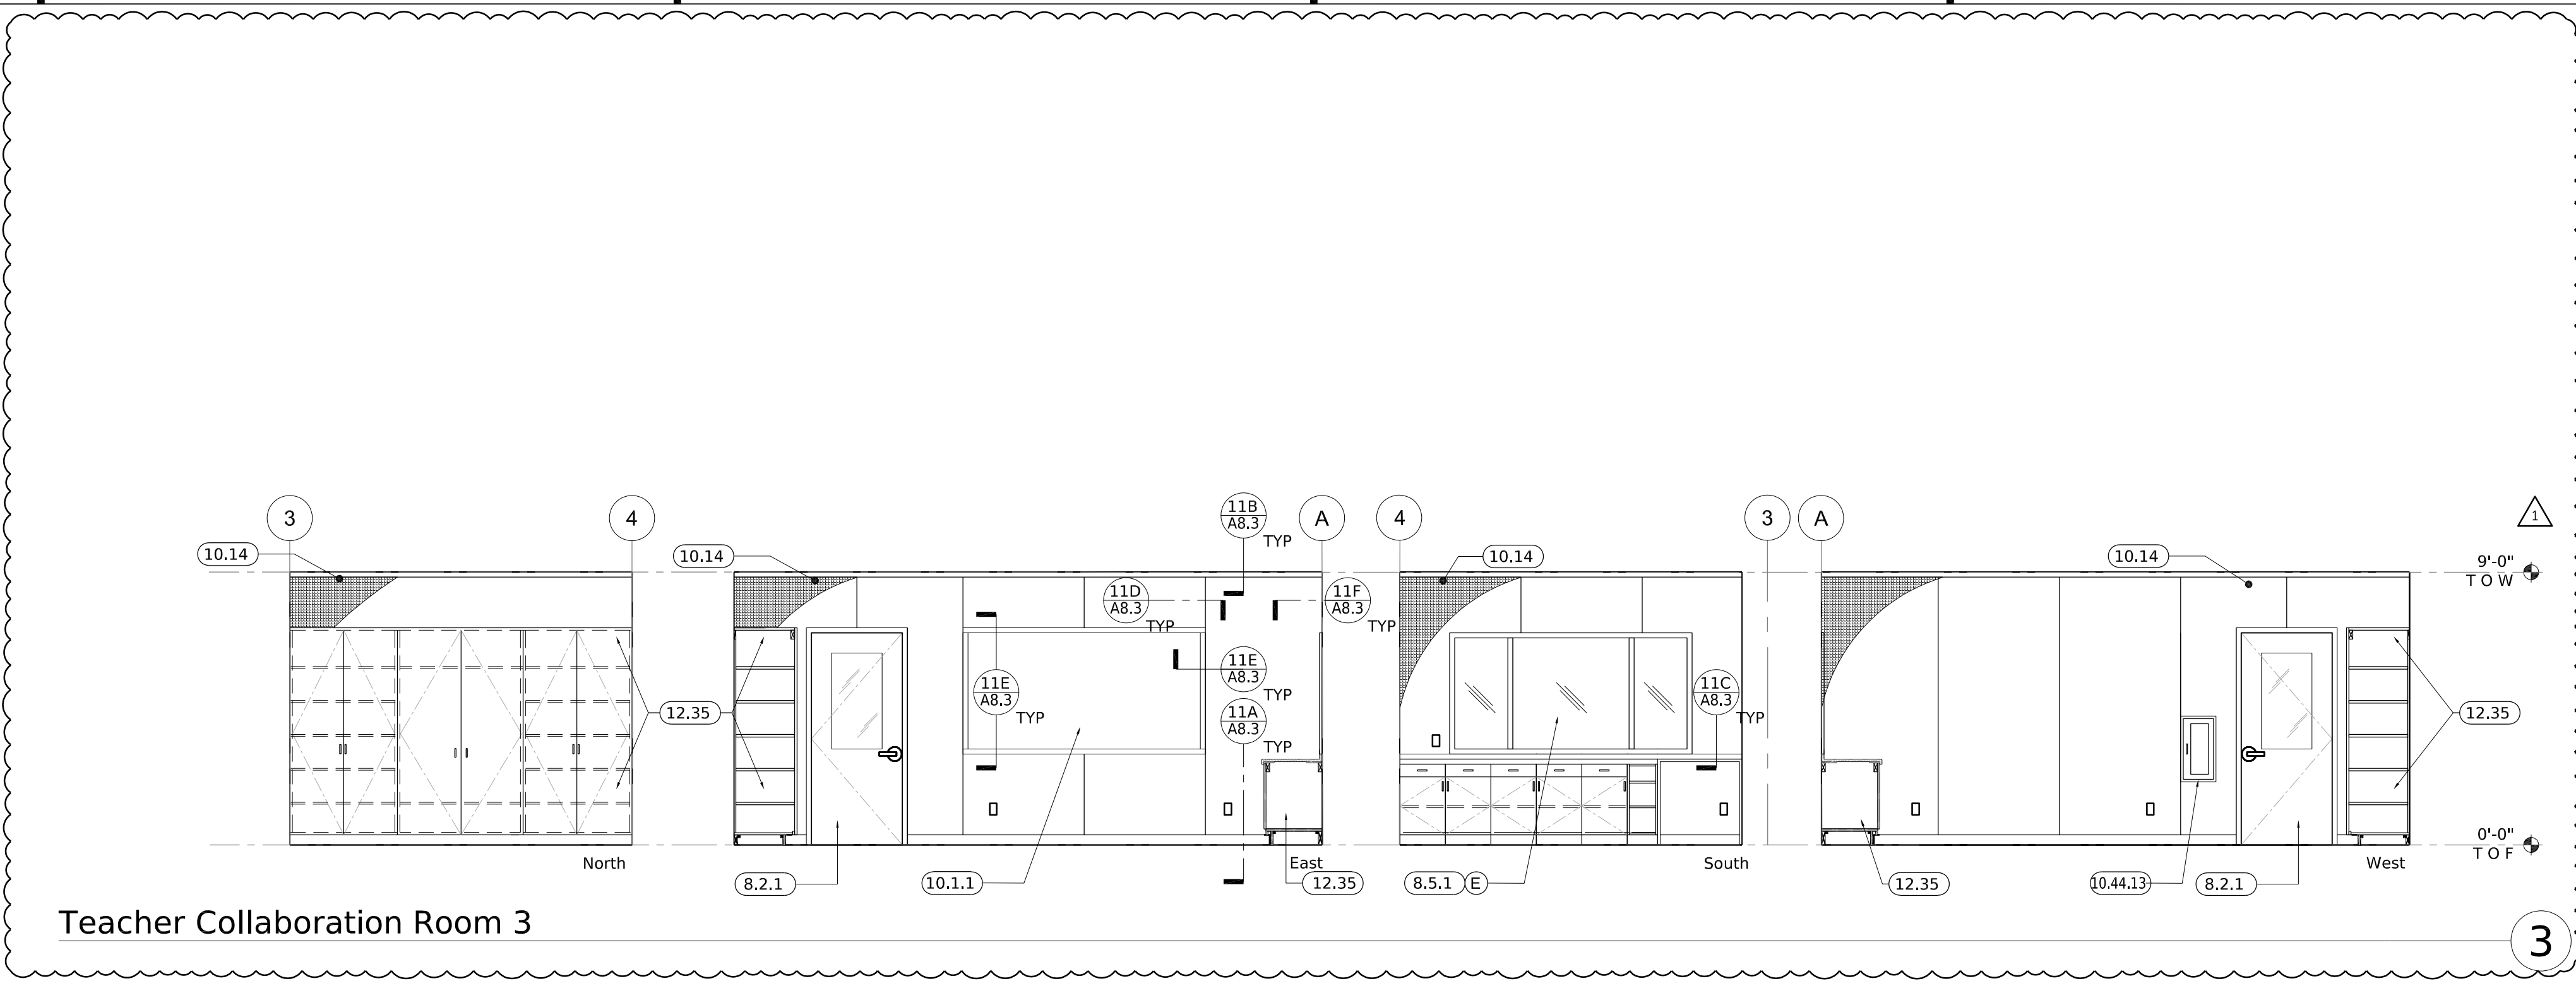 3
4
11B
A8.3
TYP
A
4
3
A
1
10.14
10.14
10.14
10.14
9'-0"
T O W
11D
A8.3
TYP
11F
A8.3
TYP
11E
A8.3
TYP
11E
A8.3
TYP
11C
A8.3
TYP
12.35
11A
A8.3
TYP
12.35
0'-0"
T O F
North
East
South
West
8.2.1
10.1.1
12.35
8.5.1 E
12.35
10.44.13
8.2.1
Teacher Collaboration Room 3
3